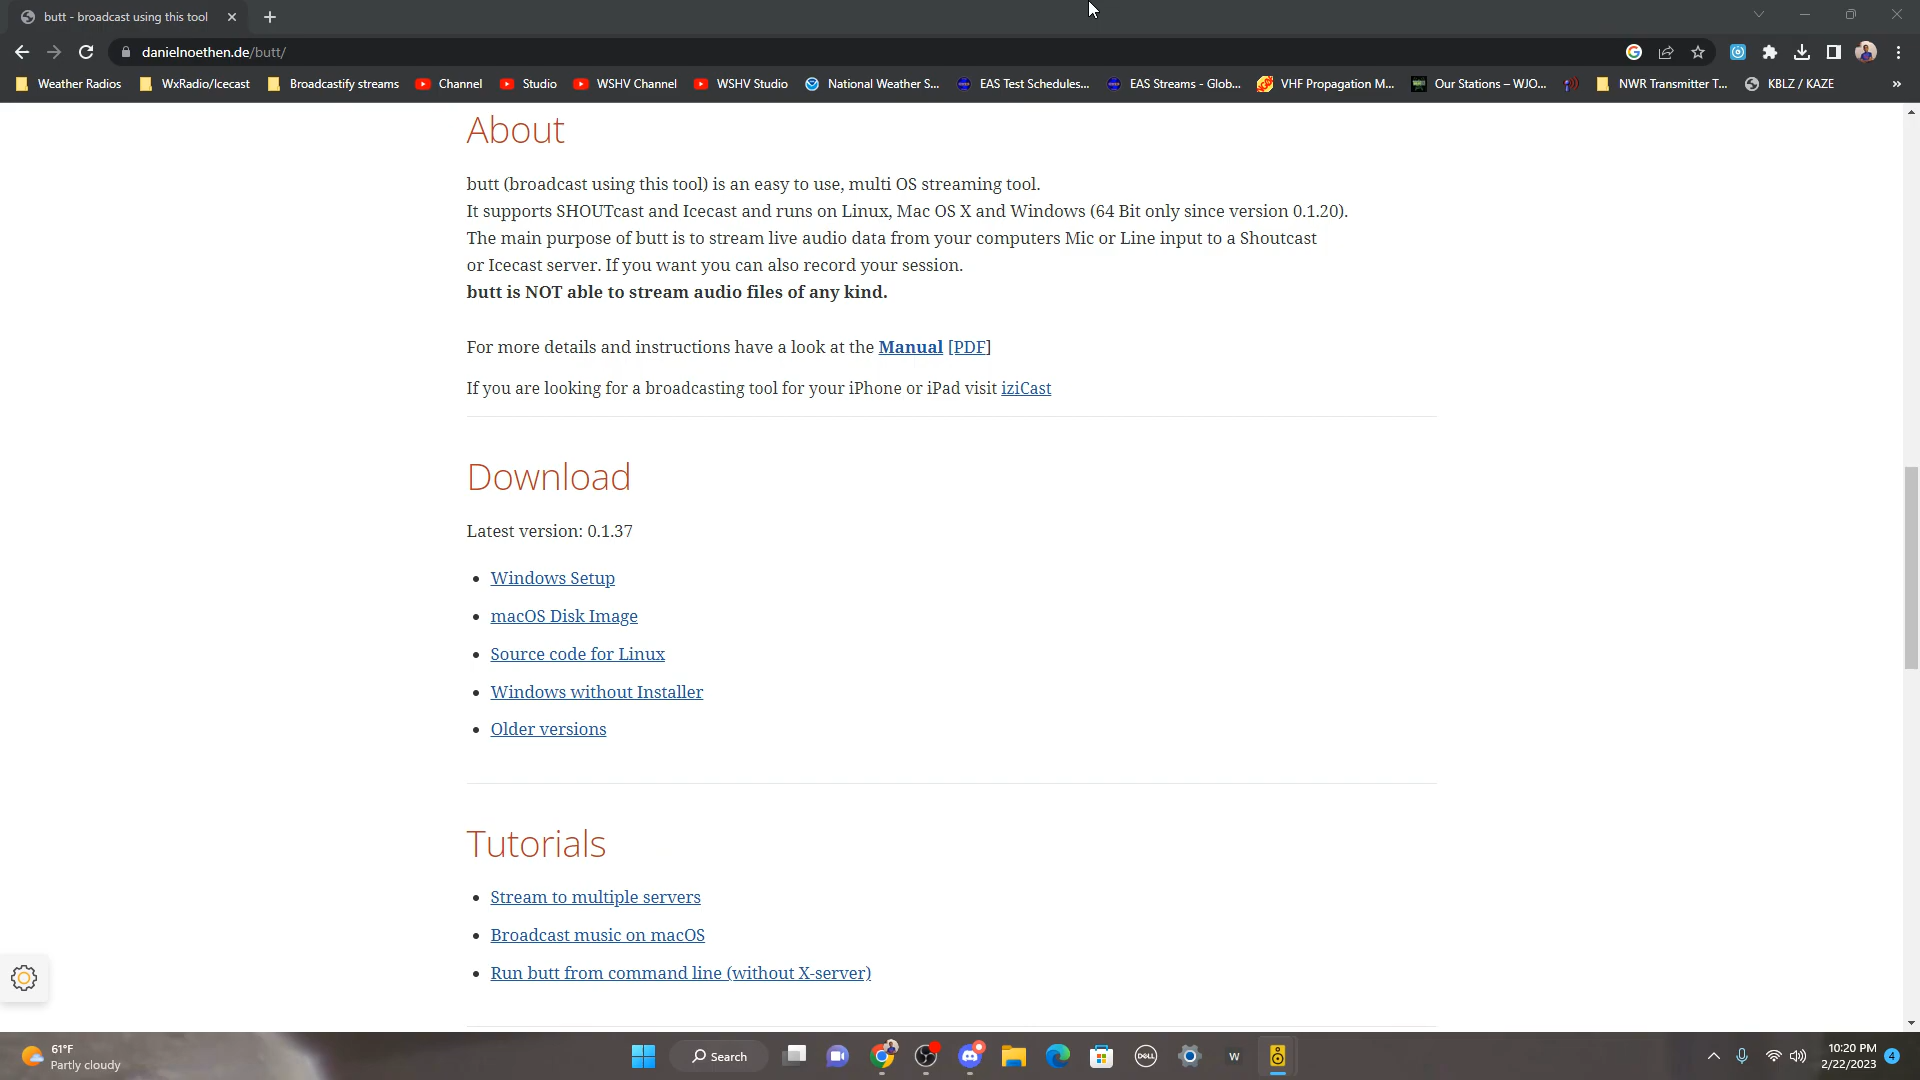 butt - broadcast using this tool
danielnoethen.de/butt/
Weather Radios
WxRadio/Icecast
Broadcastify streams
Channel
Studio
WSHV Channel
WSHV Studio
National Weather S...
EAS Test Schedules...
EAS Streams - Glob...
VHF Propagation M...
Our Stations – WJO...
NWR Transmitter T...
KBLZ / KAZE
»
About
butt (broadcast using this tool) is an easy to use, multi OS streaming tool.
It supports SHOUTcast and Icecast and runs on Linux, Mac OS X and Windows (64 Bit only since version 0.1.20).
The main purpose of butt is to stream live audio data from your computers Mic or Line input to a Shoutcast
or Icecast server. If you want you can also record your session.
butt is NOT able to stream audio files of any kind.
For more details and instructions have a look at the Manual [PDF]
If you are looking for a broadcasting tool for your iPhone or iPad visit iziCast
Download
Latest version: 0.1.37
• Windows Setup
• macOS Disk Image
• Source code for Linux
• Windows without Installer
• Older versions
Tutorials
• Stream to multiple servers
• Broadcast music on macOS
• Run butt from command line (without X-server)
61°F
Partly cloudy
Search
DELL
W
10:20 PM
2/22/2023
4